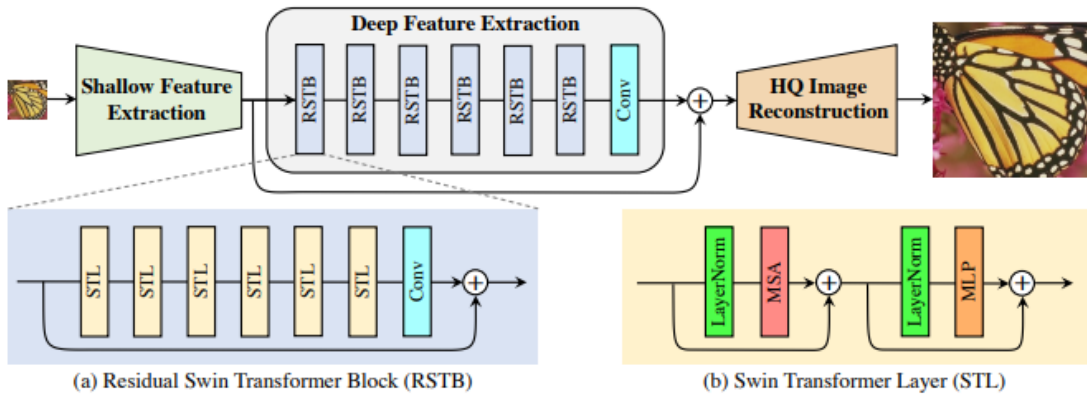 Deep Feature Extraction
Shallow Feature
Extraction
RSTB
RSTB
RSTB
RSTB
RSTB
RSTB
Conv
+
HQ Image
Reconstruction
STL
STL
STL
STL
STL
STL
Conv
+
LayerNorm
MSA
+
LayerNorm
MLP
+
(a) Residual Swin Transformer Block (RSTB)
(b) Swin Transformer Layer (STL)